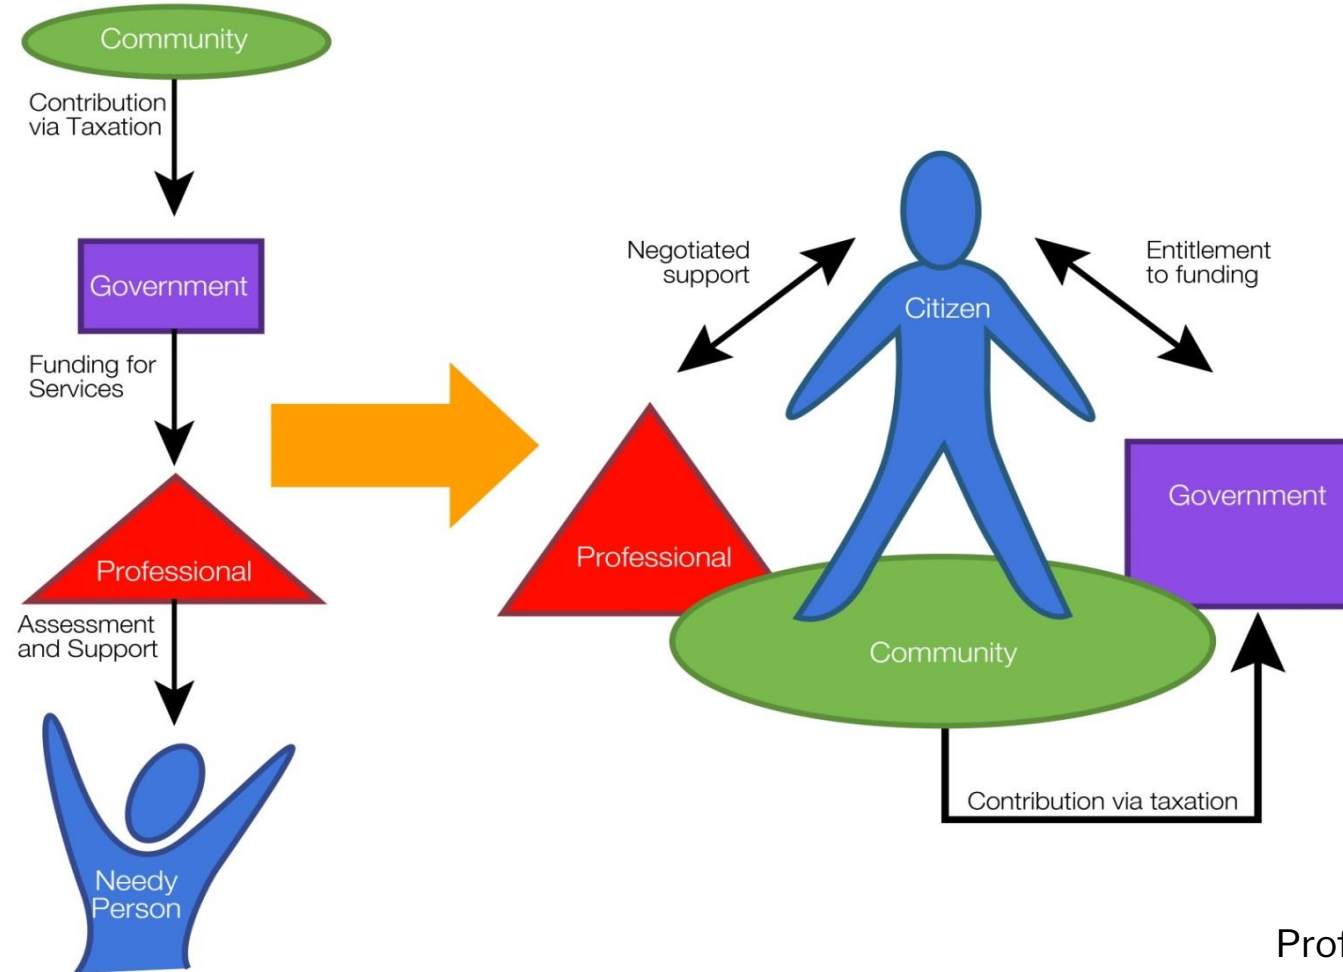 Community
Contribution
via Taxation
Government
Funding for
Services
Professional
Assessment
and Support
Needy
Person
Negotiated
support
Entitlement
to funding
Citizen
Professional
Government
Community
Contribution via taxation